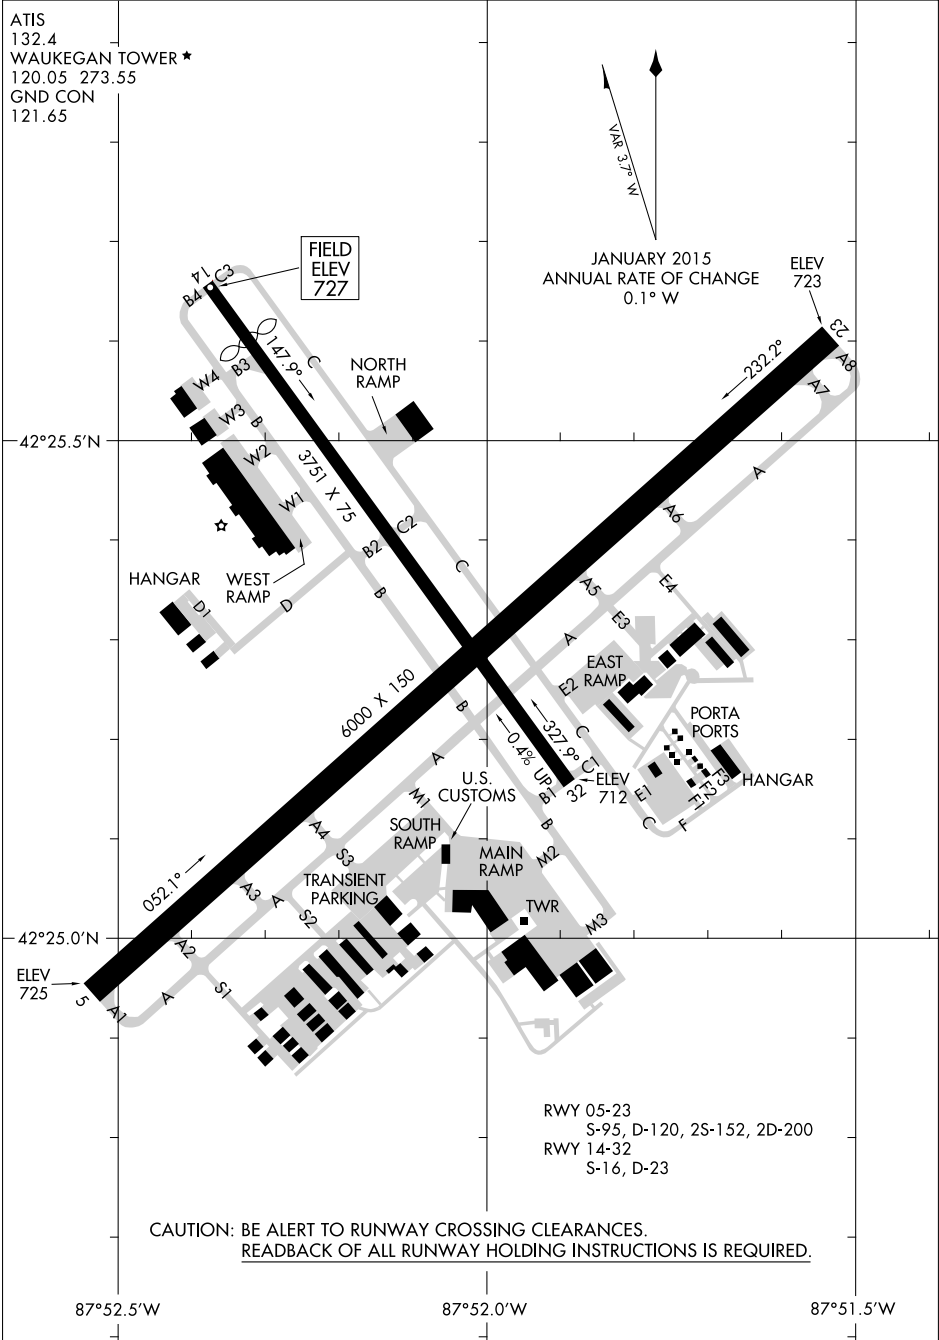 ATIS
132.4
WAUKEGAN TOWER ★
120.05 273.55
GND CON
121.65
VAR 3.7° W
JANUARY 2015
ANNUAL RATE OF CHANGE
0.1° W
FIELD
ELEV
727
ELEV
723
14
C3
B4
23
A8
A7
147.9°
C
232.2°
B3
W4
NORTH
RAMP
W3
B
42°25.5'N
W2
3751 X 75
A
W1
C2
A6
B2
C
HANGAR
WEST
RAMP
D1
D
B
A5
E4
E3
A
EAST
RAMP
E2
6000 X 150
B
PORTA
PORTS
C
327.9°
0.4% UP
A
C1
U.S.
CUSTOMS
ELEV
712
HANGAR
32
B1
E1
F3
F2
F1
M1
SOUTH
RAMP
A4
B
C
F
S3
MAIN
RAMP
M2
052.1°
TRANSIENT
PARKING
A3
A
S2
TWR
M3
42°25.0'N
A2
ELEV
725
5
A
S1
A1
RWY 05-23
S-95, D-120, 2S-152, 2D-200
RWY 14-32
S-16, D-23
CAUTION: BE ALERT TO RUNWAY CROSSING CLEARANCES.
READBACK OF ALL RUNWAY HOLDING INSTRUCTIONS IS REQUIRED.
87°52.5'W
87°52.0'W
87°51.5'W